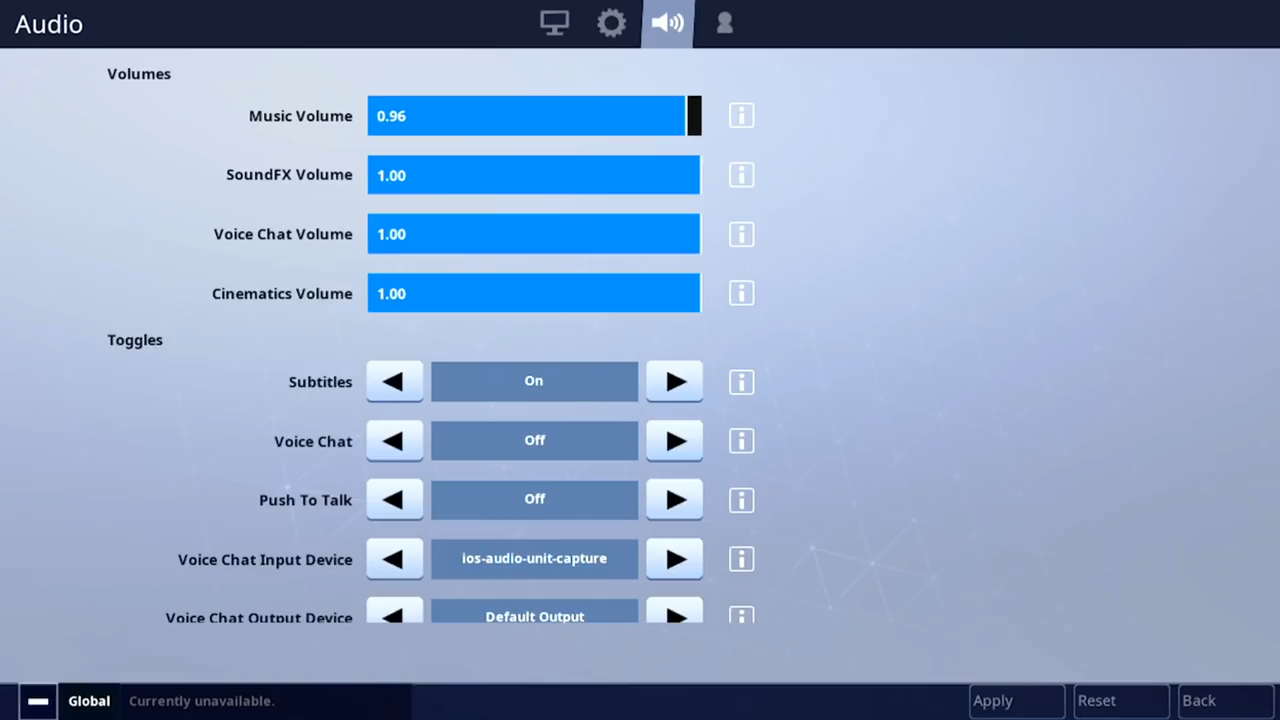 Audio
Volumes
Music Volume 0.96
SoundFX Volume 1.00
Voice Chat Volume 1.00
Cinematics Volume 1.00
Toggles
Subtitles On
Voice Chat Off
Push To Talk Off
Voice Chat Input Device ios-audio-unit-capture
Voice Chat Output Device Default Output
Global Currently unavailable. Apply Reset Back